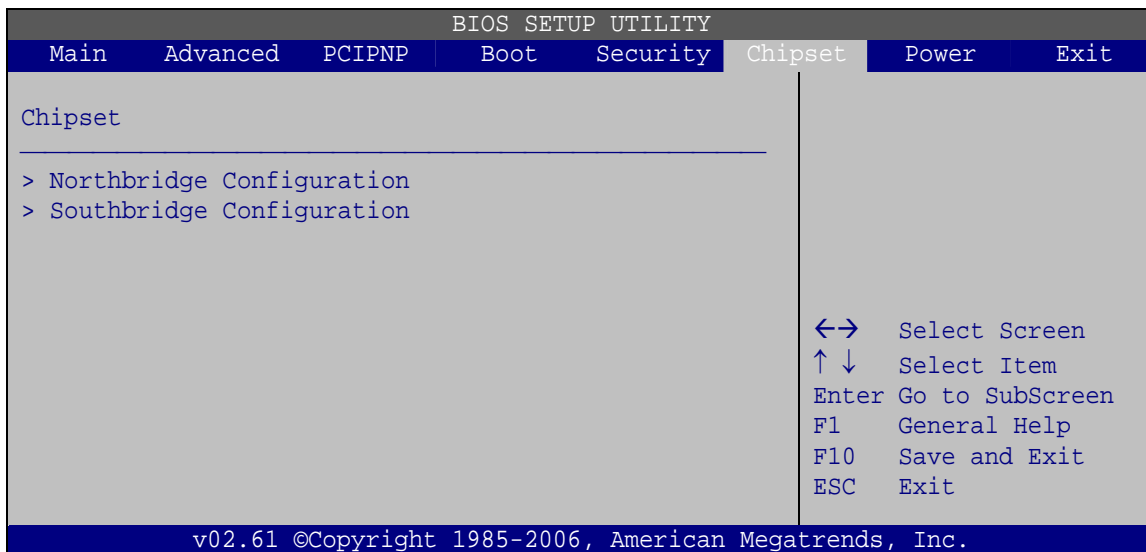 BIOS SETUP UTILITY
Main Advanced PCIPNP Boot Security Chipset Power Exit
Chipset
> Northbridge Configuration
> Southbridge Configuration
←→ Select Screen
↑ ↓ Select Item
Enter Go to SubScreen
F1 General Help
F10 Save and Exit
ESC Exit
v02.61 ©Copyright 1985-2006, American Megatrends, Inc.